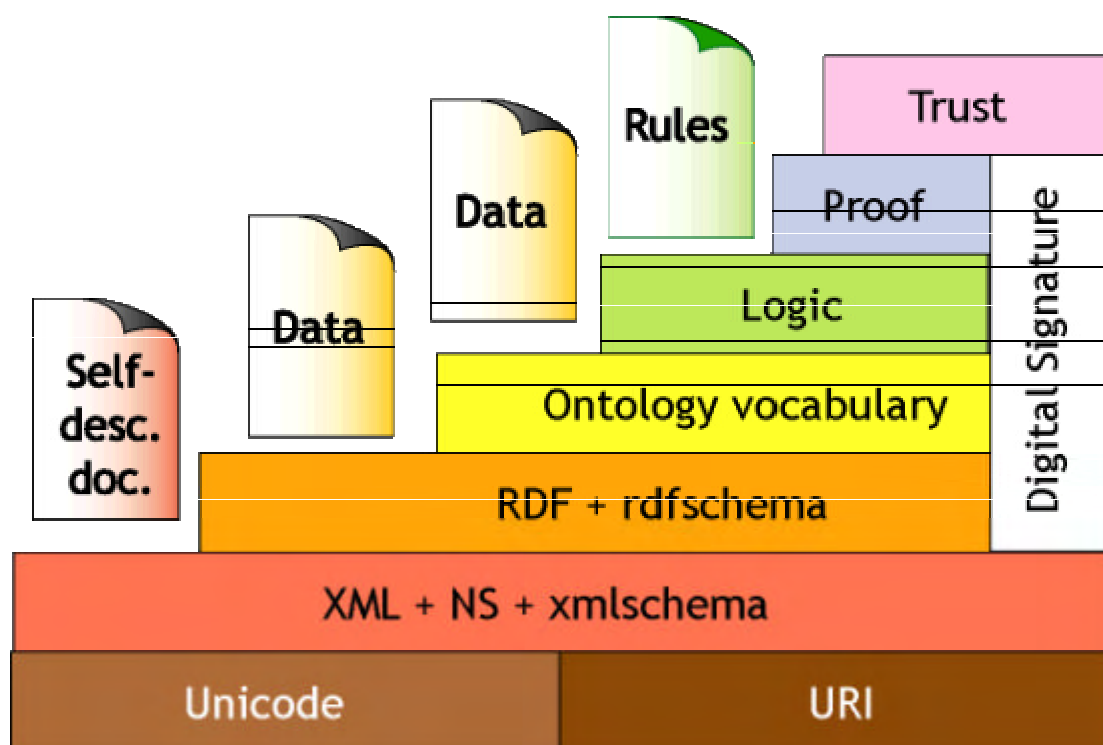 Rules
Trust
Data
Proof
Data
Logic
Self-
desc.
doc.
Ontology vocabulary
Digital Signature
RDF + rdfschema
XML + NS + xmlschema
Unicode
URI